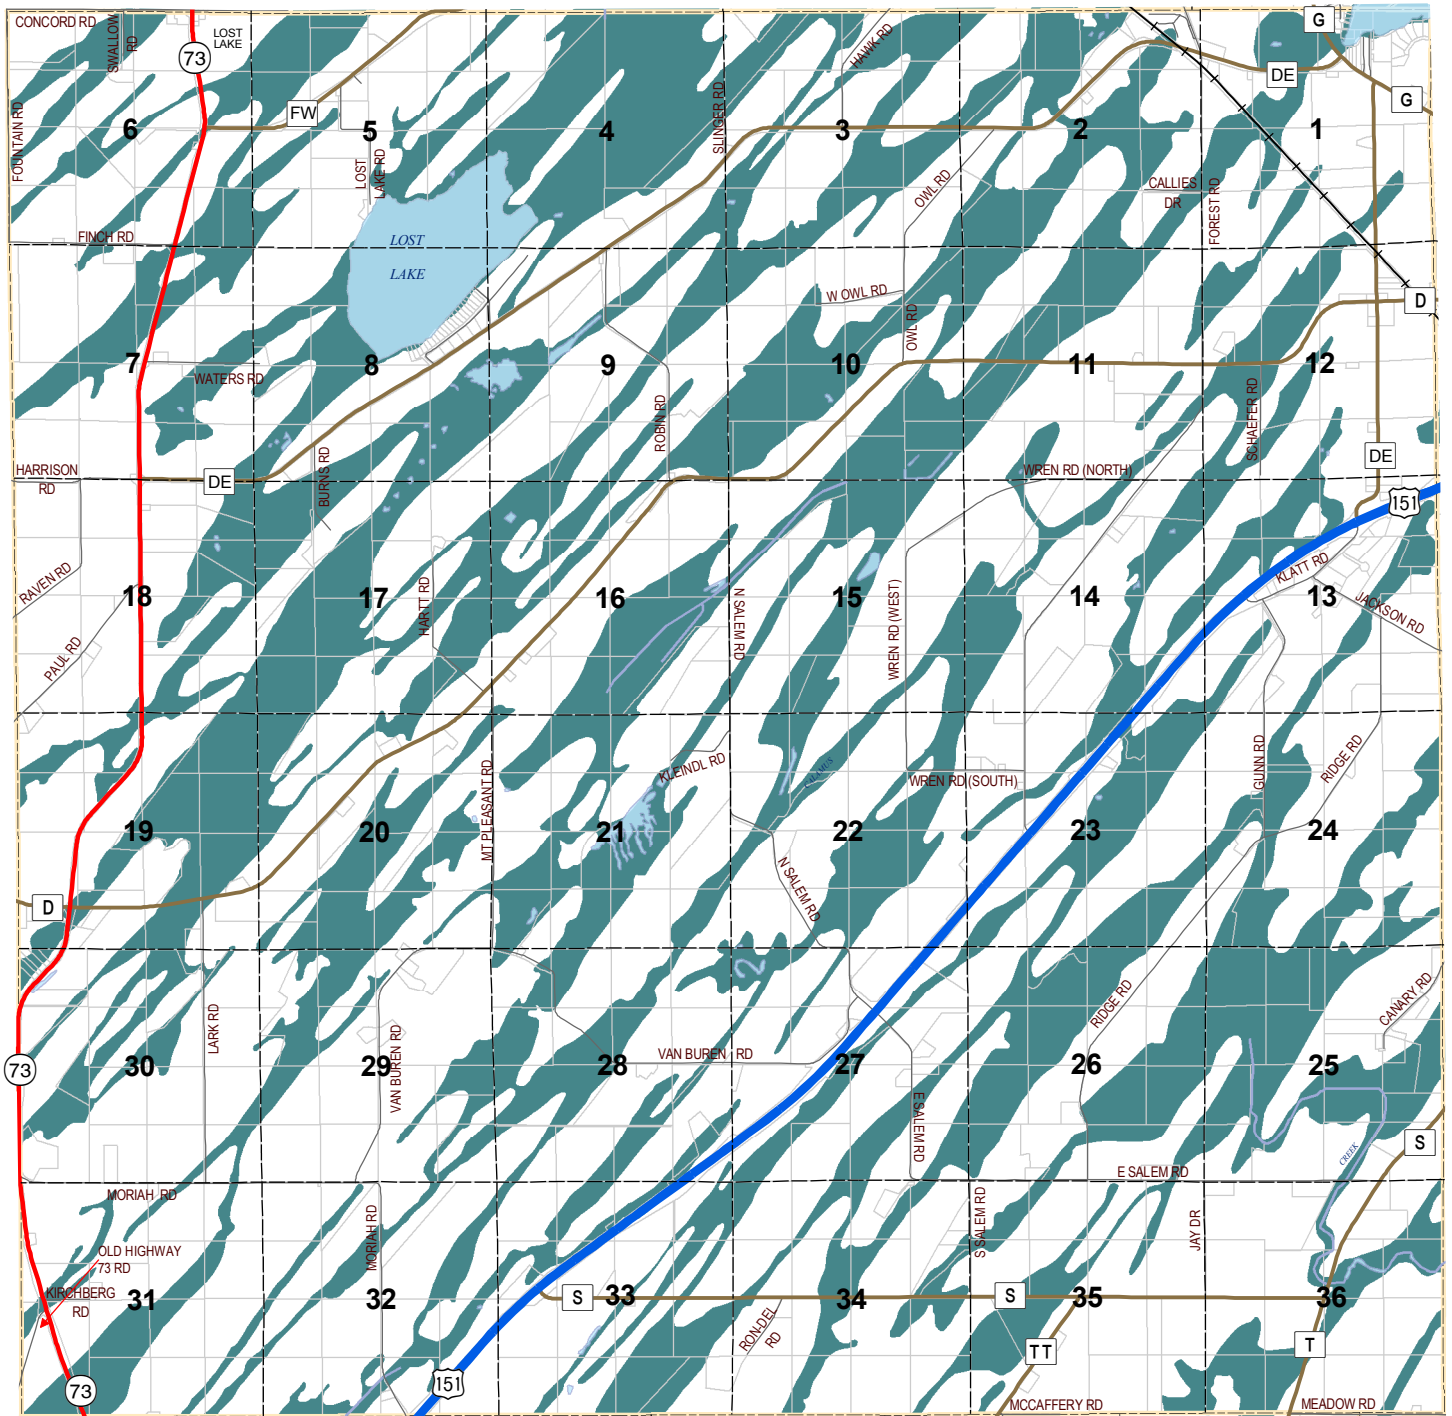 CONCORD RD
SWALLOW
RD
73
LOST
LAKE
FOUNTAIN RD
6
FW
5
LOST
LAKE RD
4
SLINGER RD
HAWK RD
3
2
G
DE
G
1
OWL RD
CALLIES
DR
FOREST RD
FINCH RD
LOST
LAKE
W OWL RD
OWL RD
D
7
WATERS RD
8
9
ROBIN RD
10
11
SCHAEFER RD
12
HARRISON
RD
DE
BURNS RD
WREN RD (NORTH)
DE
151
RAVEN RD
18
PAUL RD
17
HARTT RD
16
N SALEM RD
15
WREN RD (WEST)
14
KLATT RD
13
JACKSON RD
KLEINDL RD
CALAMUS
WREN RD (SOUTH)
GUNN RD
RIDGE RD
19
20
MT PLEASANT RD
21
22
N SALEM RD
23
24
D
LARK RD
73
30
29
VAN BUREN RD
28
VAN BUREN RD
27
E SALEM RD
RIDGE RD
26
CANARY RD
25
S
CREEK
MORIAH RD
MORIAH RD
E SALEM RD
S SALEM RD
JAY DR
OLD HIGHWAY
73 RD
KIRCHBERG
RD
31
32
S
33
RON-DEL
RD
34
S
35
36
TT
T
73
151
MCCAFFERY RD
MEADOW RD